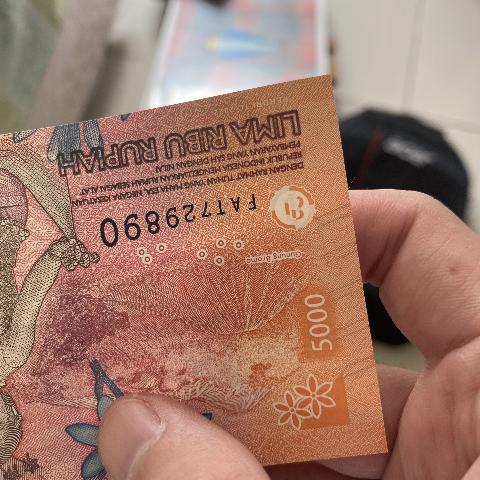 DENGAN RAHMAT TUHAN YANG MAHA ESA, NEGARA KESATUAN
REPUBLIK INDONESIA MENGELUARKAN RUPIAH SEBAGAI ALAT
PEMBAYARAN YANG SAH DENGAN NILAI
LIMA RIBU RUPIAH
FAT729890
Gunung Bromo
5000